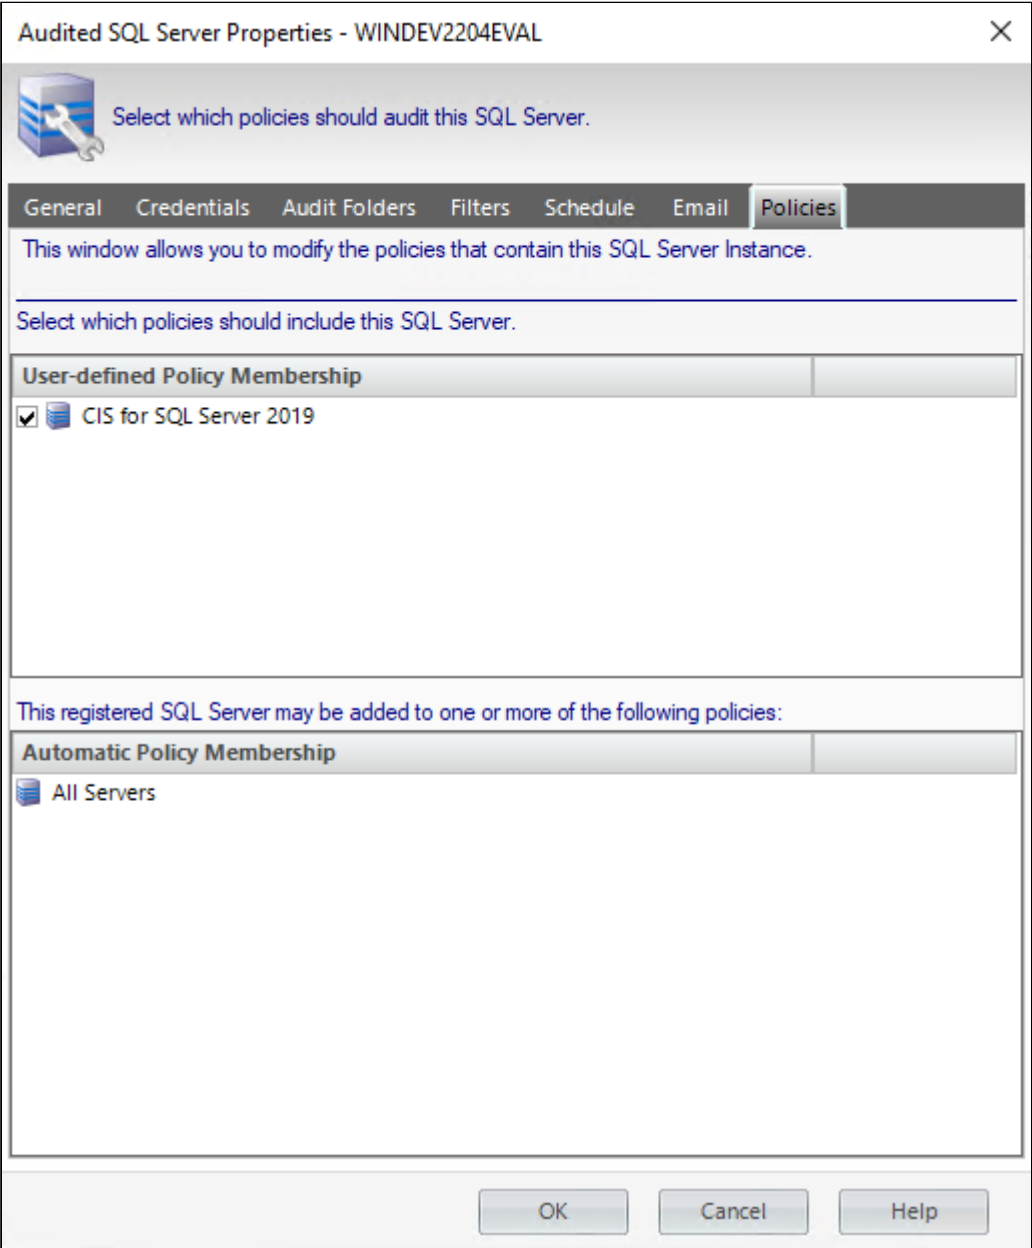 Audited SQL Server Properties - WINDEV2204EVAL
Select which policies should audit this SQL Server.
General Credentials Audit Folders Filters Schedule Email Policies
This window allows you to modify the policies that contain this SQL Server Instance.
Select which policies should include this SQL Server.
User-defined Policy Membership
CIS for SQL Server 2019
This registered SQL Server may be added to one or more of the following policies:
Automatic Policy Membership
All Servers
OK Cancel Help